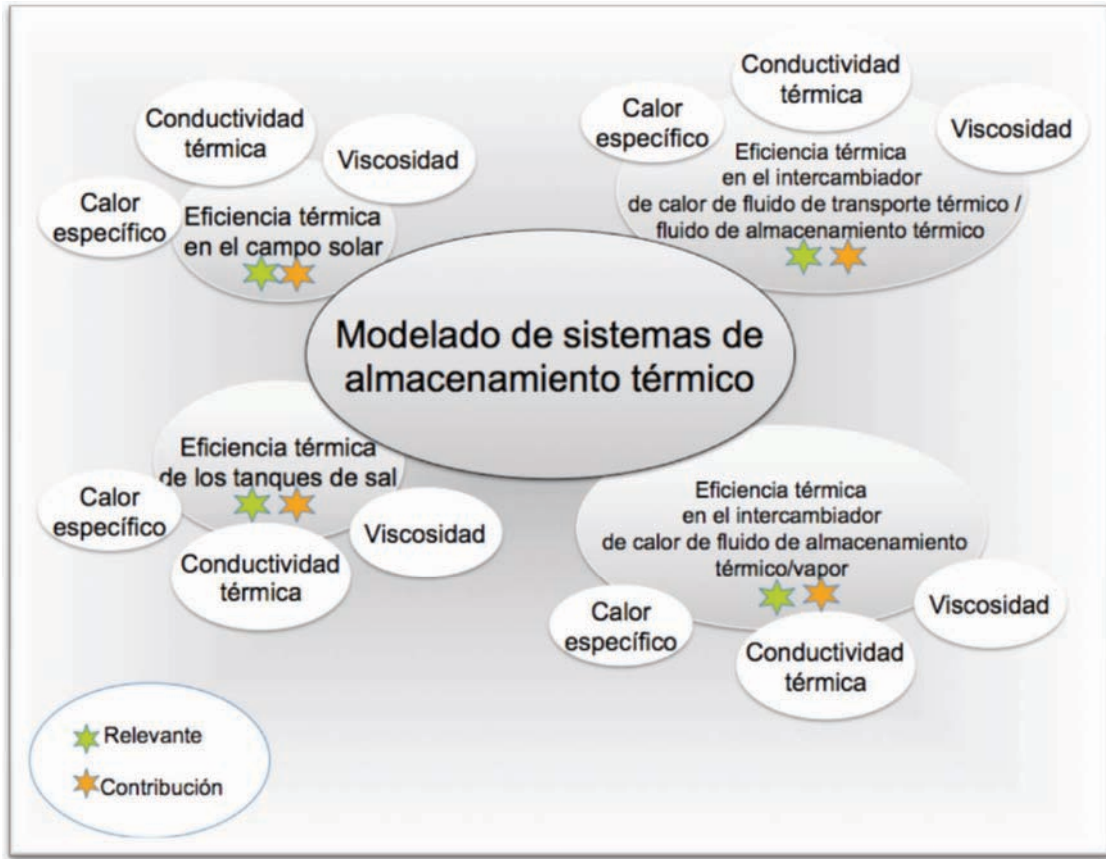 Conductividad
térmica
Viscosidad
Calor
específico
Eficiencia térmica
en el campo solar
Conductividad
térmica
Calor
específico
Viscosidad
Eficiencia térmica
en el intercambiador
de calor de fluido de transporte térmico /
fluido de almacenamiento térmico
Modelado de sistemas de
almacenamiento térmico
Eficiencia térmica
de los tanques de sal
Calor
específico
Viscosidad
Conductividad
térmica
Eficiencia térmica
en el intercambiador
de calor de fluido de almacenamiento
térmico/vapor
Calor
específico
Viscosidad
Conductividad
térmica
Relevante
Contribución